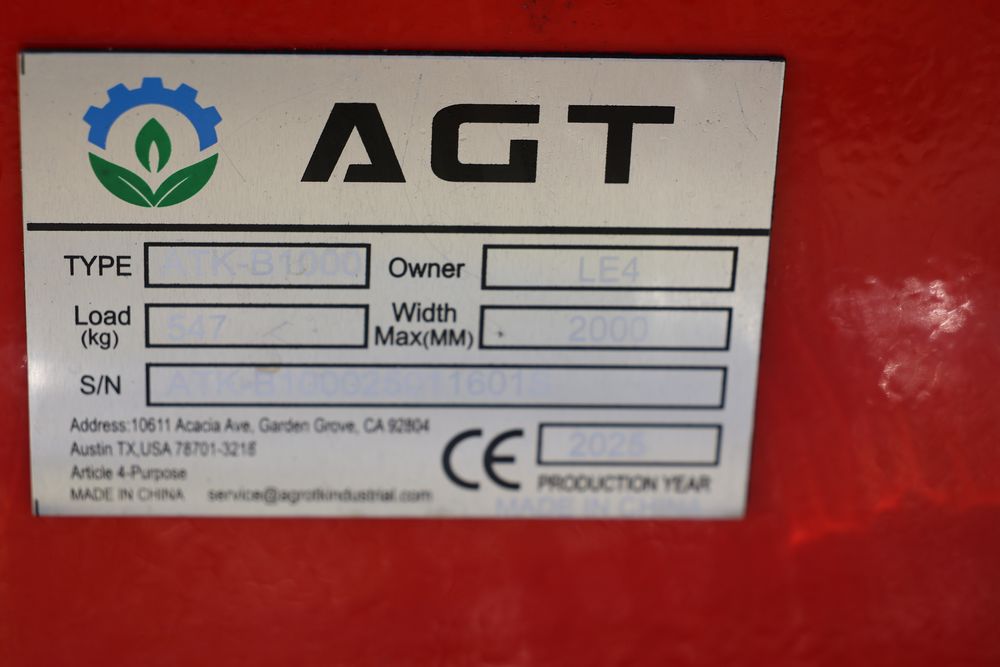 AGT
TYPE ATK-B1000 Owner LE4
Load (kg) 547 Width Max(MM) 2000
S/N
Address:10611 Acacia Ave, Garden Grove, CA 92804
Austin TX,USA 78701-3218
Article 4-Purpose
MADE IN CHINA service@agrotkindustrial.com
CE 2025
PRODUCTION YEAR
MADE IN CHINA